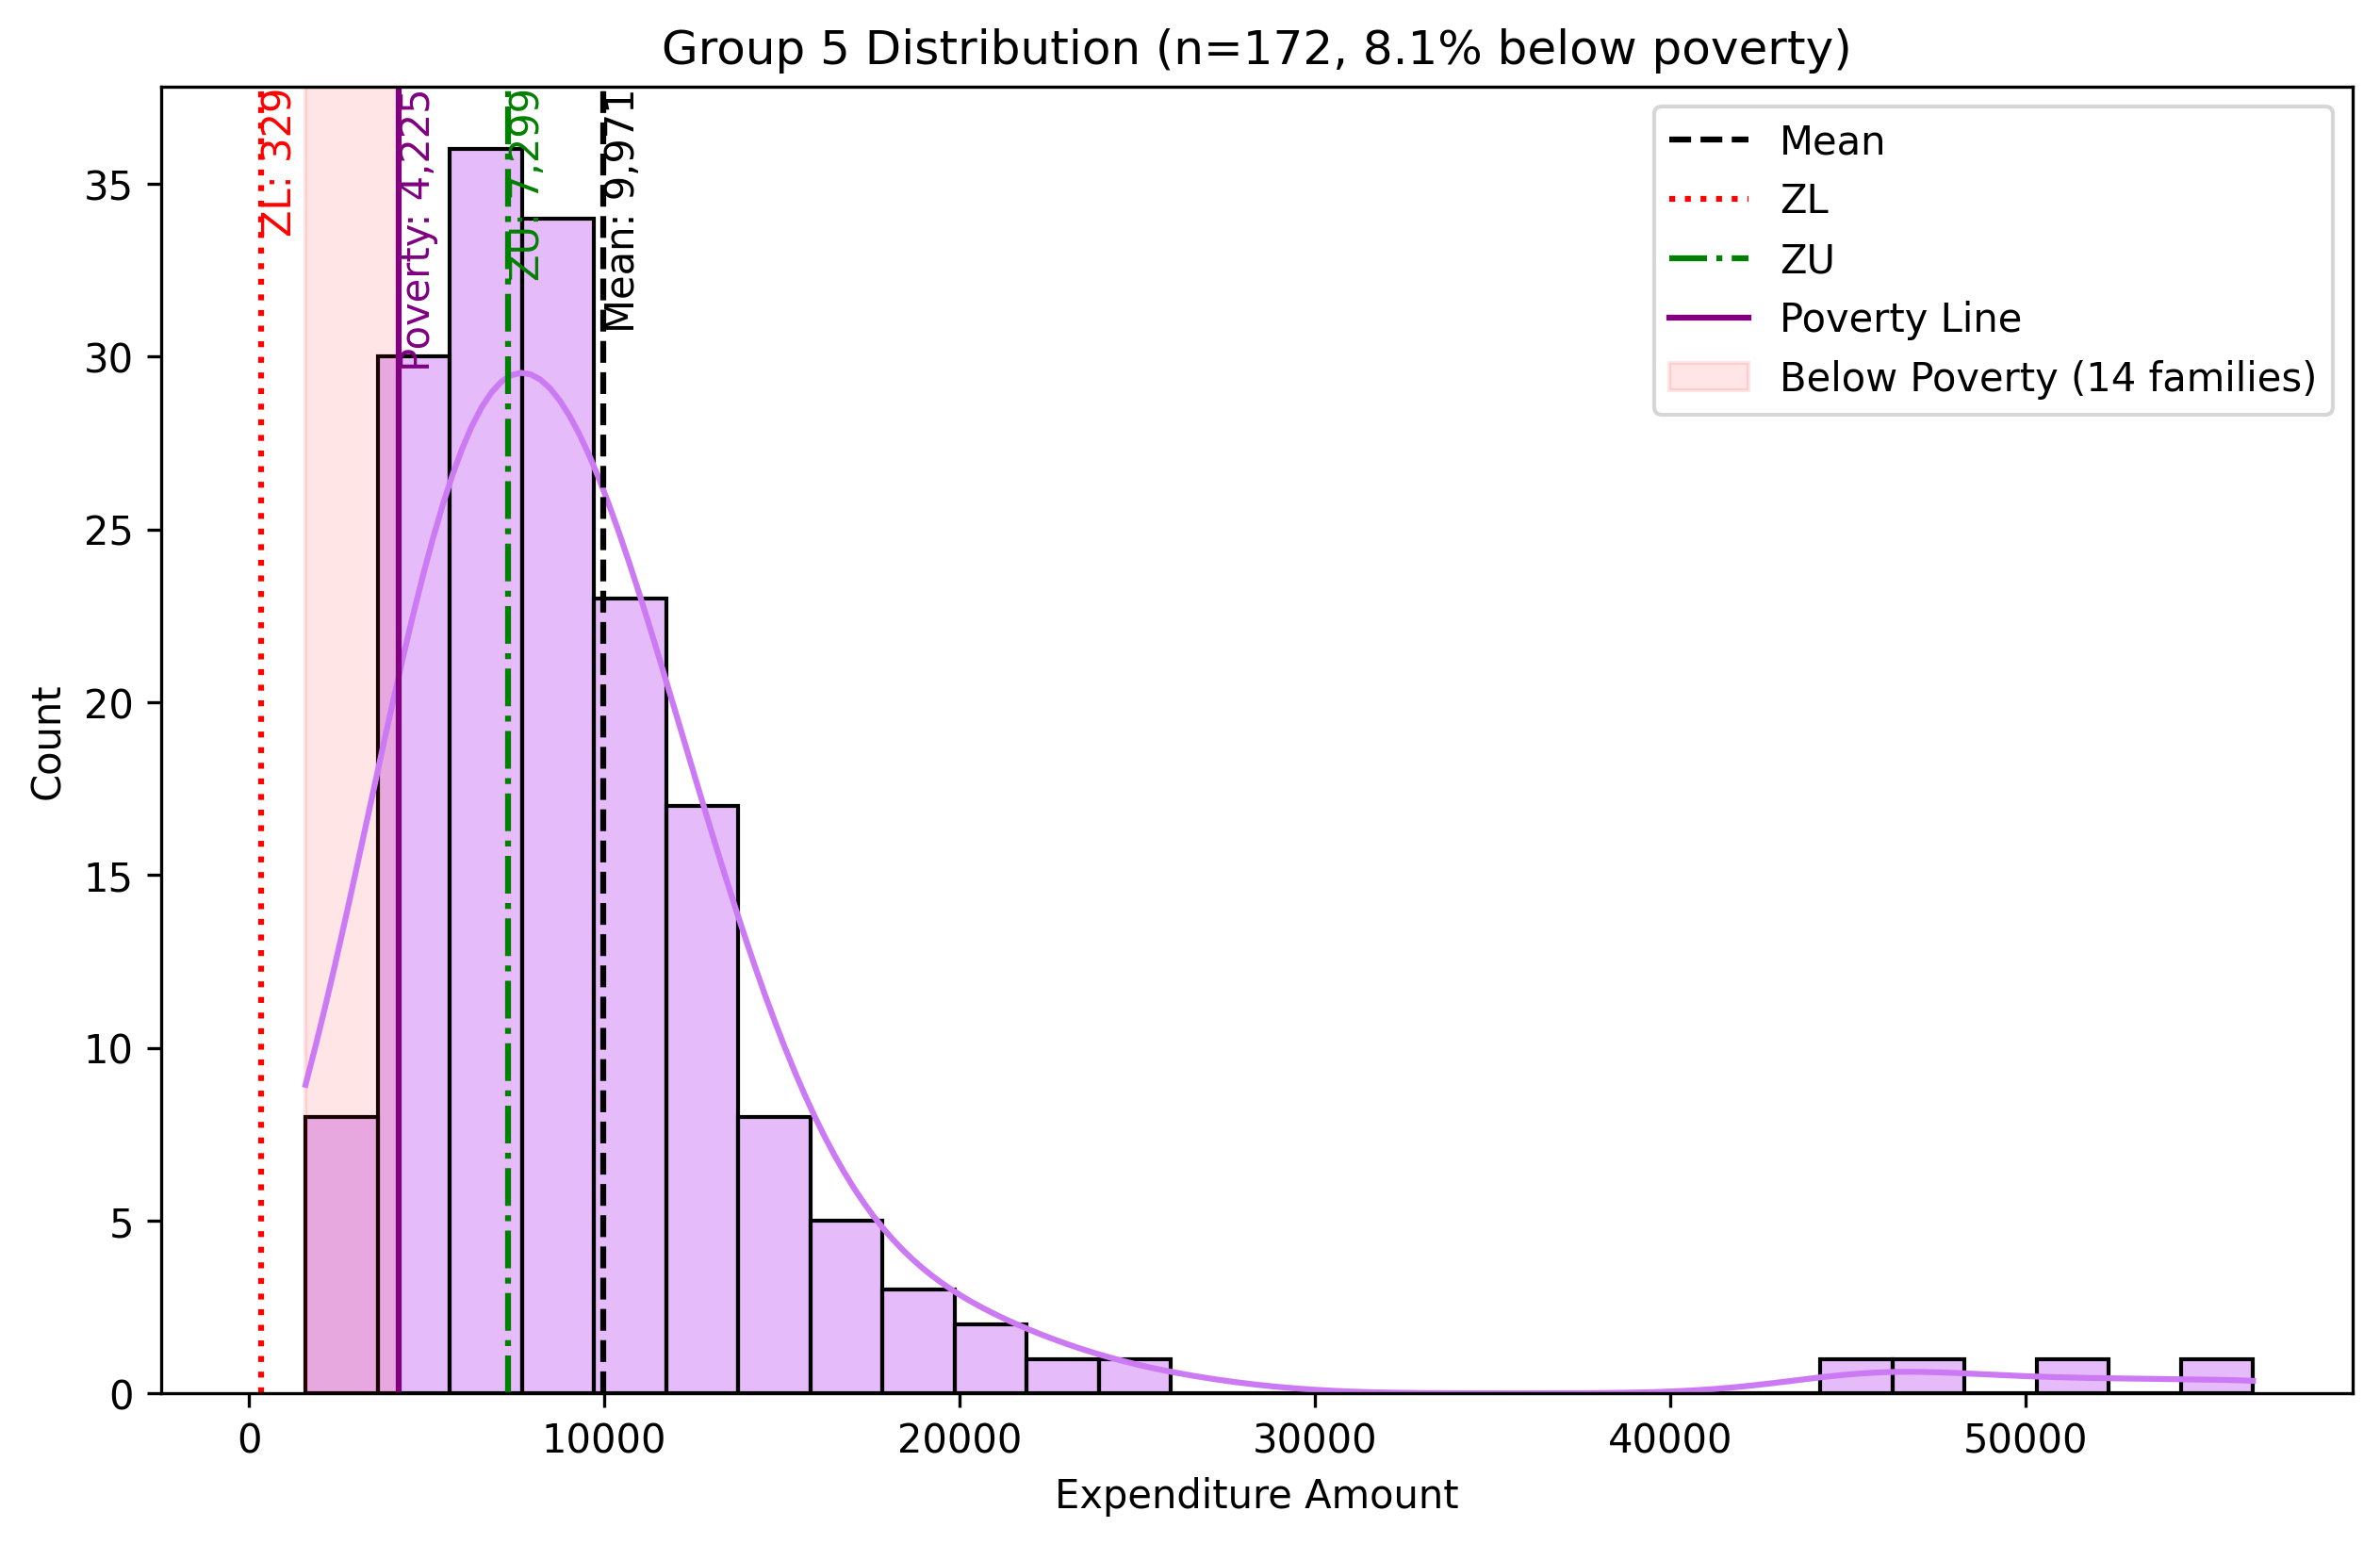 Group 5 Distribution (n=172, 8.1% below poverty)
ZL: 329
Poverty: 4,225
ZU: 7,299
Mean: 9,971
Mean
ZL
ZU
Poverty Line
Below Poverty (14 families)
Count
35
30
25
20
15
10
5
0
0 10000 20000 30000 40000 50000
Expenditure Amount